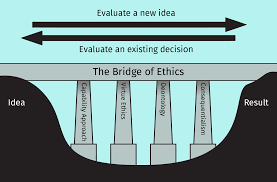 Evaluate a new idea
Evaluate an existing decision
The Bridge of Ethics
Idea
Capability Approach
Virtue Ethics
Deontology
Consequentialism
Result